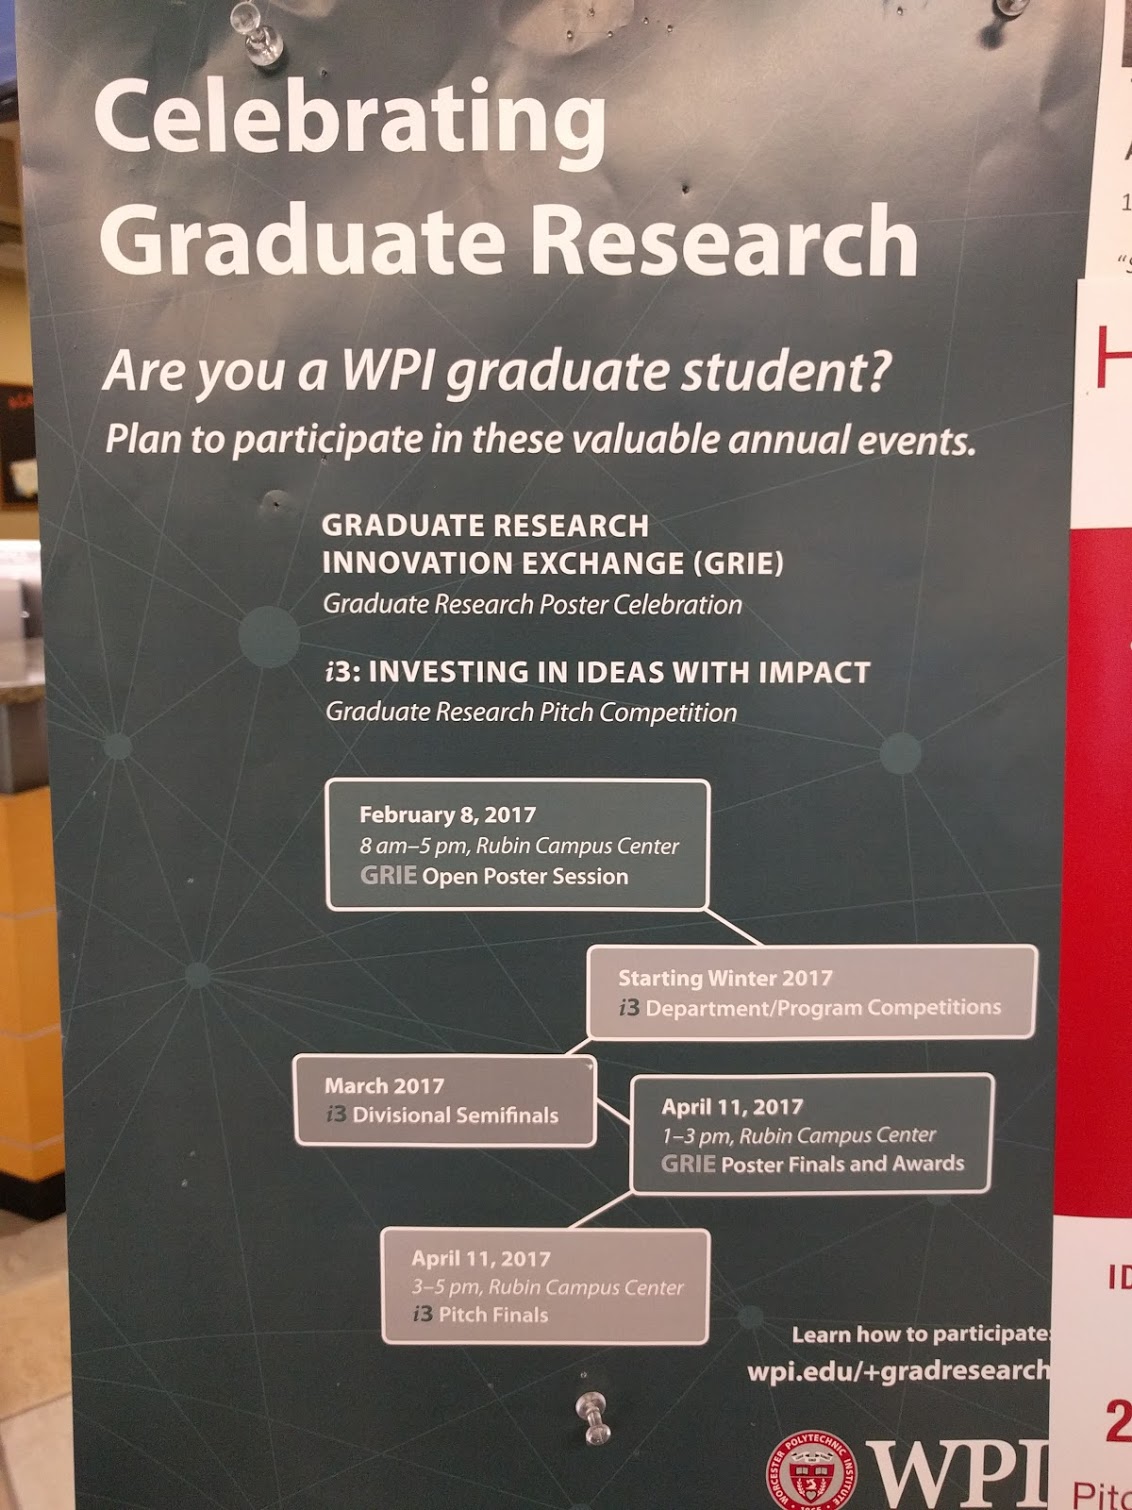 Celebrating
Graduate Research
Are you a WPI graduate student?
Plan to participate in these valuable annual events.
GRADUATE RESEARCH
INNOVATION EXCHANGE (GRIE)
Graduate Research Poster Celebration
i3: INVESTING IN IDEAS WITH IMPACT
Graduate Research Pitch Competition
February 8, 2017
8 am–5 pm, Rubin Campus Center
GRIE Open Poster Session
Starting Winter 2017
i3 Department/Program Competitions
March 2017
i3 Divisional Semifinals
April 11, 2017
1–3 pm, Rubin Campus Center
GRIE Poster Finals and Awards
April 11, 2017
3–5 pm, Rubin Campus Center
i3 Pitch Finals
Learn how to participate:
wpi.edu/+gradresearch
WORCESTER POLYTECHNIC INSTITUTE
WPI